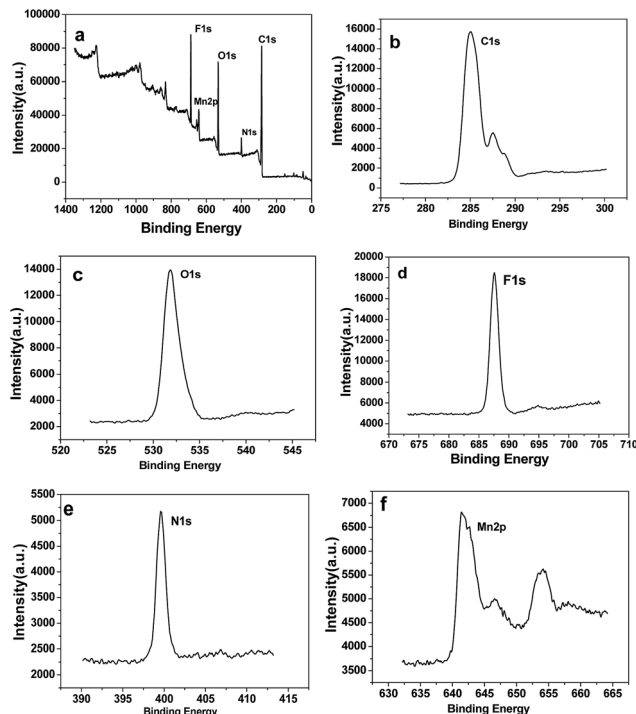 a
Intensity(a.u.)
100000
80000
60000
40000
20000
0
F1s
O1s
C1s
Mn2p
N1s
1400 1200 1000 800 600 400 200 0
Binding Energy
b
Intensity(a.u.)
16000
14000
12000
10000
8000
6000
4000
2000
0
C1s
275 280 285 290 295 300
Binding Energy
c
Intensity(a.u.)
14000
12000
10000
8000
6000
4000
2000
O1s
520 525 530 535 540 545
Binding Energy
d
Intensity(a.u.)
20000
18000
16000
14000
12000
10000
8000
6000
4000
F1s
670 675 680 685 690 695 700 705 710
Binding Energy
e
Intensity(a.u.)
5500
5000
4500
4000
3500
3000
2500
2000
N1s
390 395 400 405 410 415
Binding Energy
f
Intensity(a.u.)
7000
6500
6000
5500
5000
4500
4000
3500
Mn2p
630 635 640 645 650 655 660 665
Binding Energy